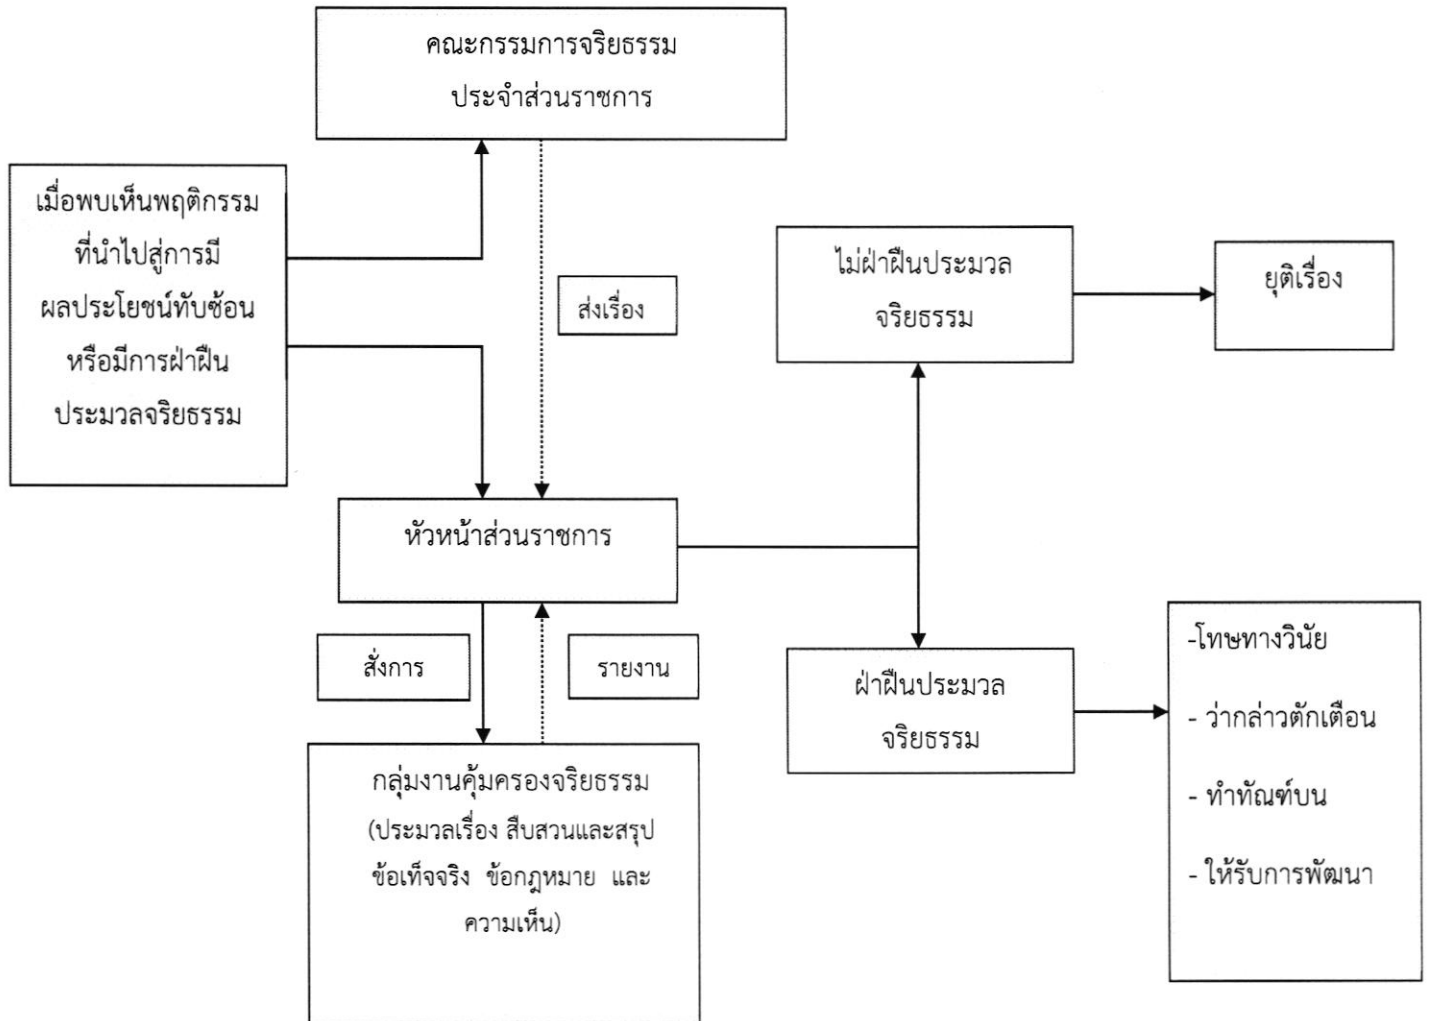 คณะกรรมการจริยธรรม
ประจำส่วนราชการ
เมื่อพบเห็นพฤติกรรม
ที่นำไปสู่การมี
ผลประโยชน์ทับซ้อน
หรือมีการฝ่าฝืน
ประมวลจริยธรรม
ส่งเรื่อง
ไม่ฝ่าฝืนประมวล
จริยธรรม
ยุติเรื่อง
หัวหน้าส่วนราชการ
สั่งการ
รายงาน
ฝ่าฝืนประมวล
จริยธรรม
-โทษทางวินัย
- ว่ากล่าวตักเตือน
- ทำทัณฑ์บน
- ให้รับการพัฒนา
กลุ่มงานคุ้มครองจริยธรรม
(ประมวลเรื่อง สืบสวนและสรุป
ข้อเท็จจริง ข้อกฎหมาย และ
ความเห็น)